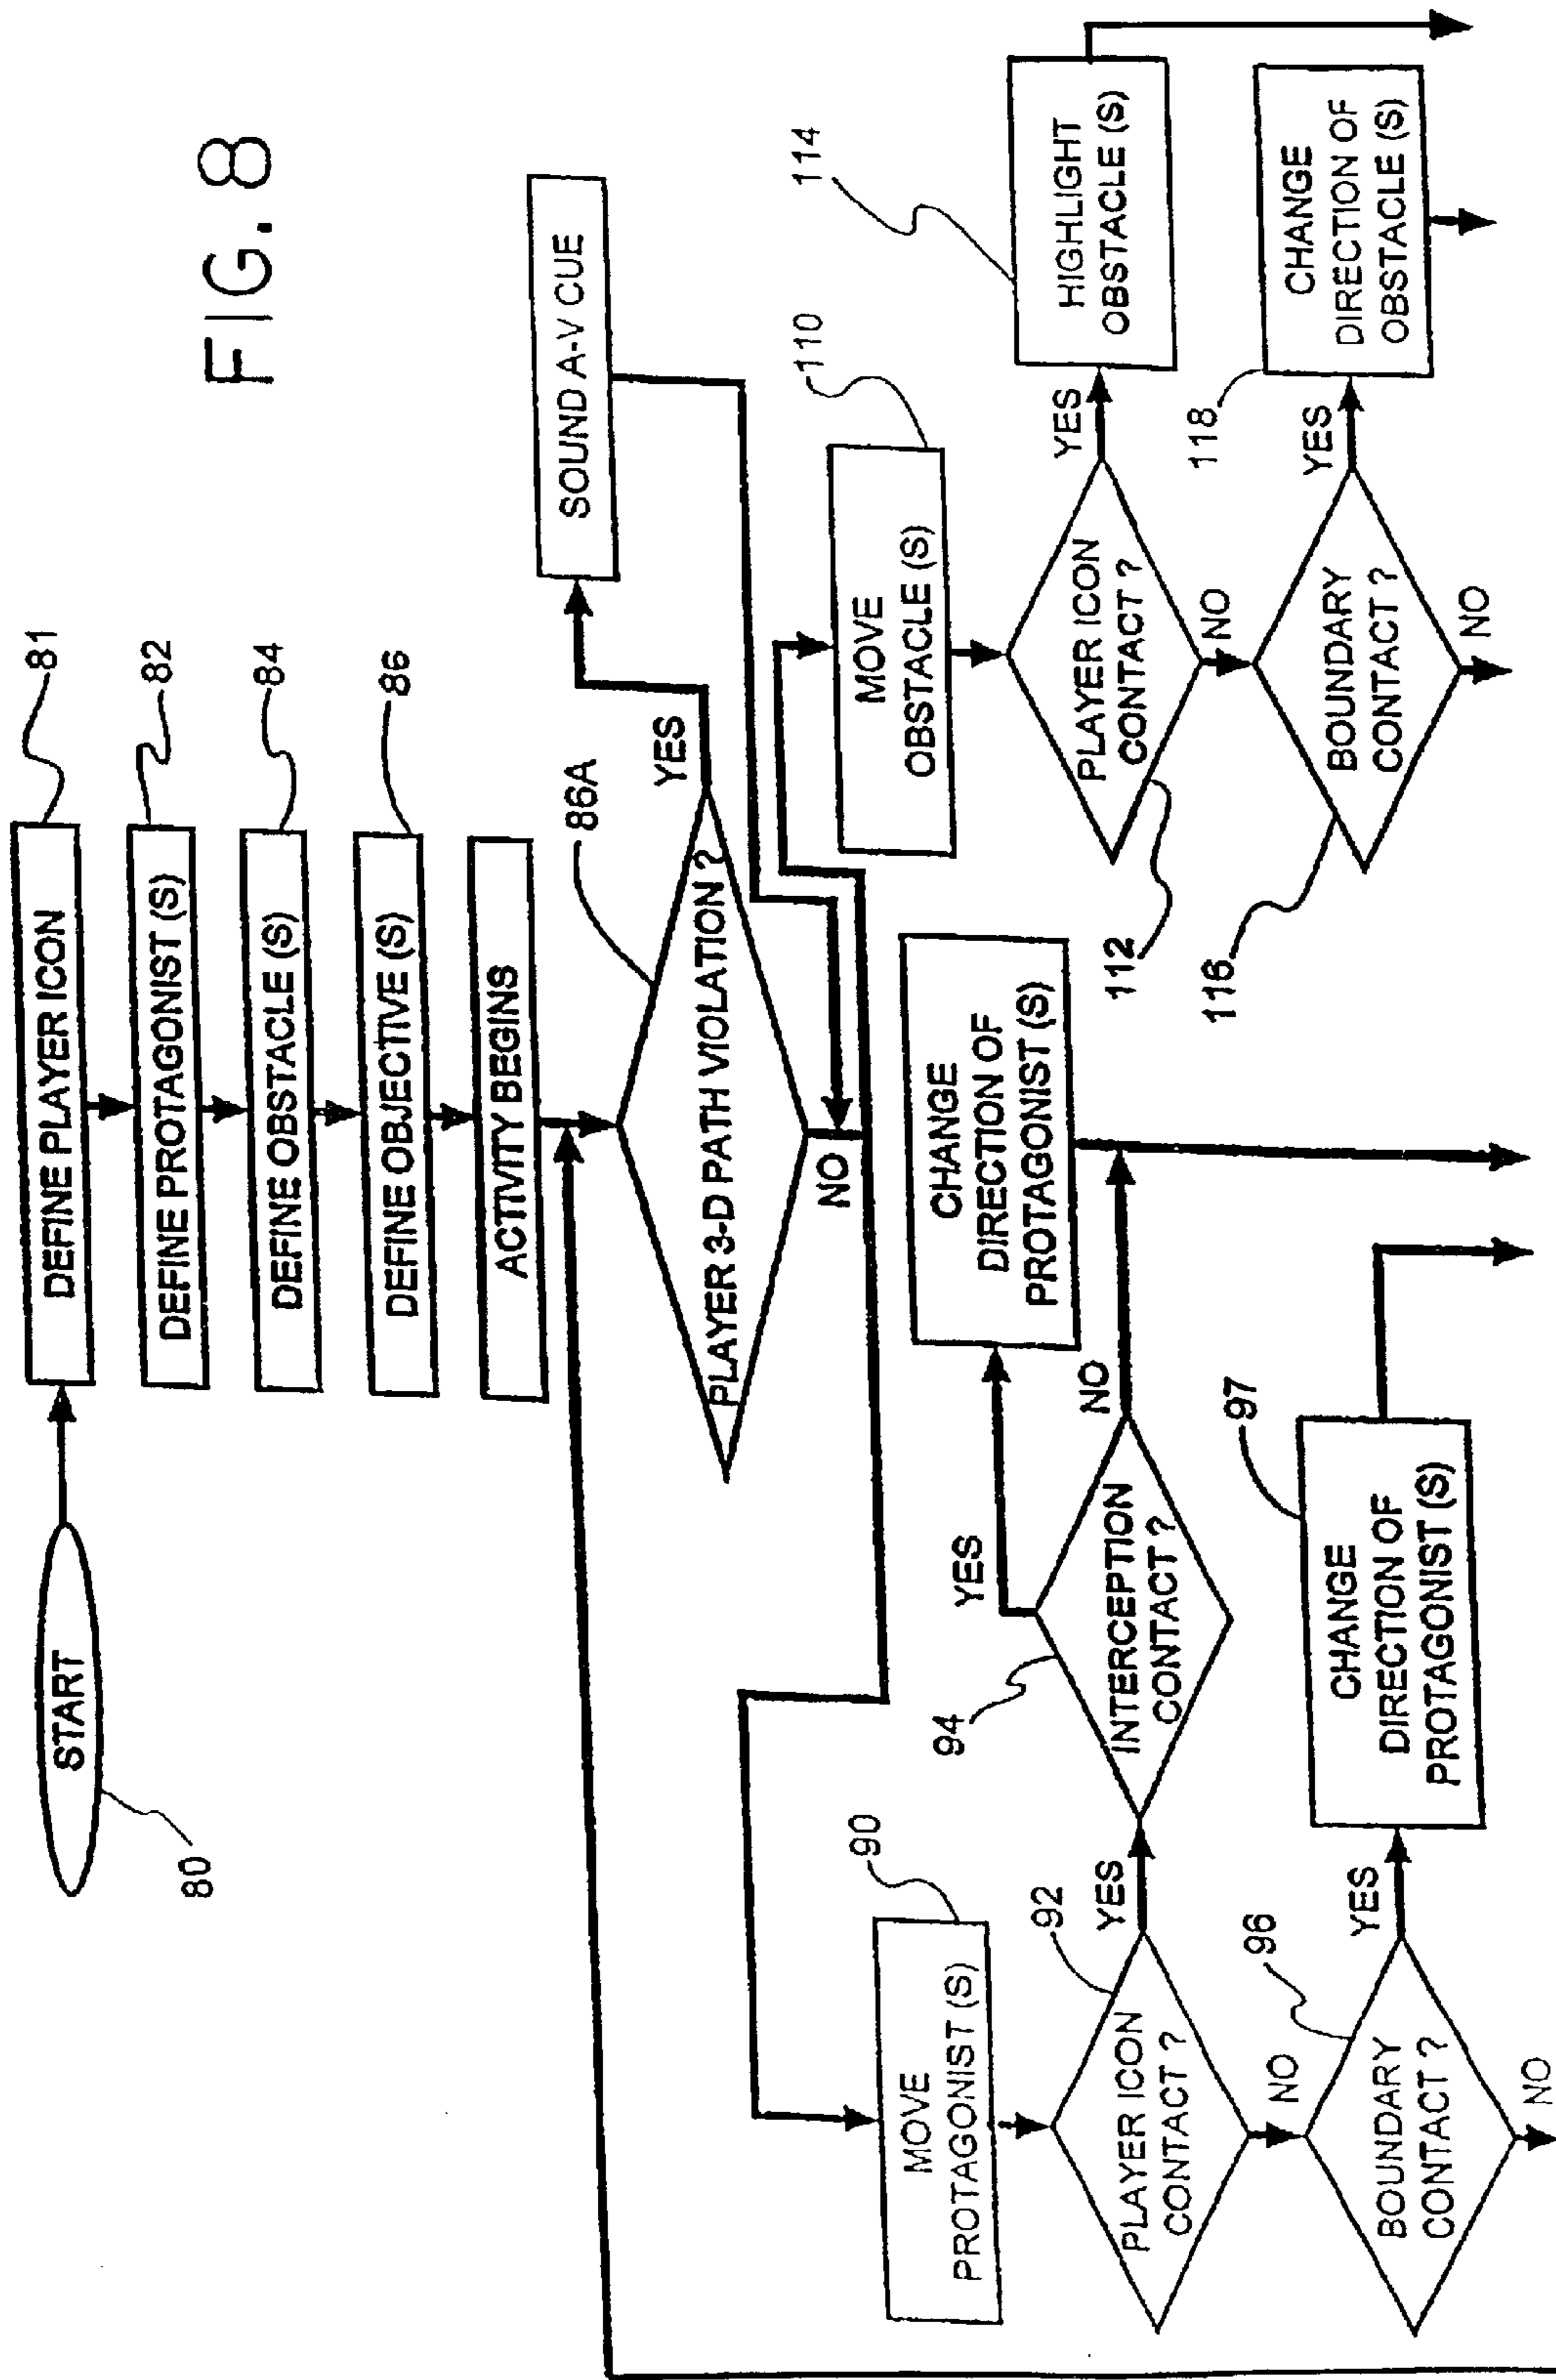 FIG. 8
START
80
DEFINE PLAYER ICON
81
DEFINE PROTAGONIST (S)
82
DEFINE OBSTACLE (S)
84
DEFINE OBJECTIVE (S)
86
ACTIVITY BEGINS
PLAYER 3-D PATH VIOLATION ?
86A
YES
SOUND A-V CUE
NO
MOVE
PROTAGONIST (S)
90
PLAYER ICON
CONTACT ?
92
YES
INTERCEPTION
CONTACT ?
94
YES
NO
CHANGE
DIRECTION OF
PROTAGONIST (S)
NO
BOUNDARY
CONTACT ?
96
YES
CHANGE
DIRECTION OF
PROTAGONIST (S)
97
NO
MOVE
OBSTACLE (S)
110
PLAYER ICON
CONTACT ?
112
YES
HIGHLIGHT
OBSTACLE (S)
114
NO
BOUNDARY
CONTACT ?
116
YES
CHANGE
DIRECTION OF
OBSTACLE (S)
118
NO